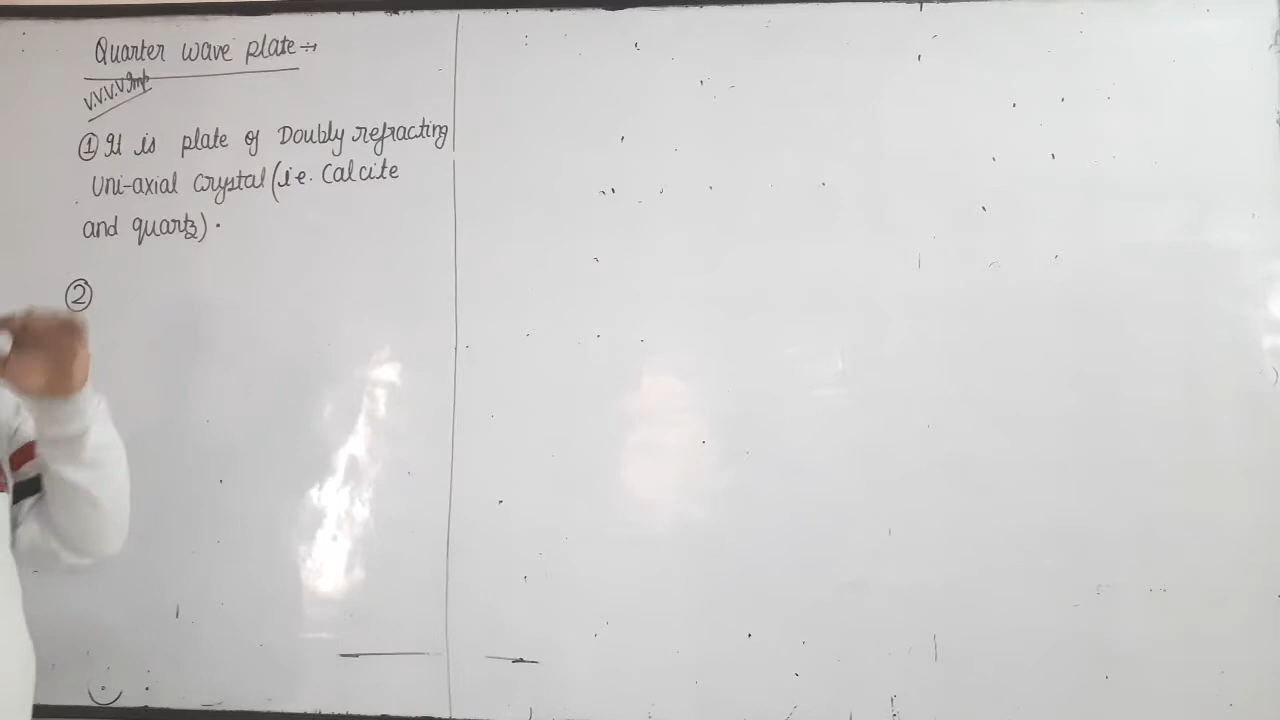 Quarter wave plate ÷
V.V.V.V Imp
① It is plate of Doubly refracting
Uni-axial Crystal (i.e. Calcite
and quartz).
②